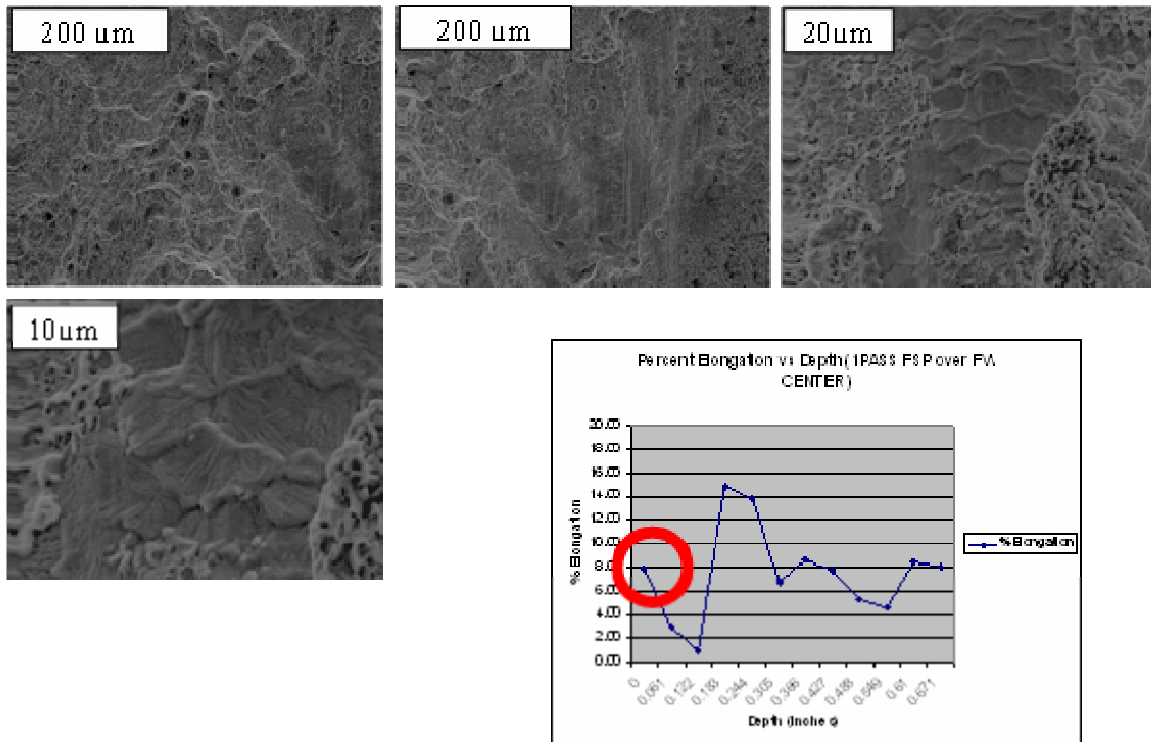 200 um
200 um
20um
10um
Percent Elongation vs Depth (1PASS FSP over FW
CENTER)
20.00
18.00
16.00
14.00
12.00
10.00
8.00
6.00
4.00
2.00
0.00
% Elongation
0
0.061
0.122
0.183
0.244
0.305
0.366
0.427
0.488
0.549
0.61
0.671
Depth (Inches)
% Elongation